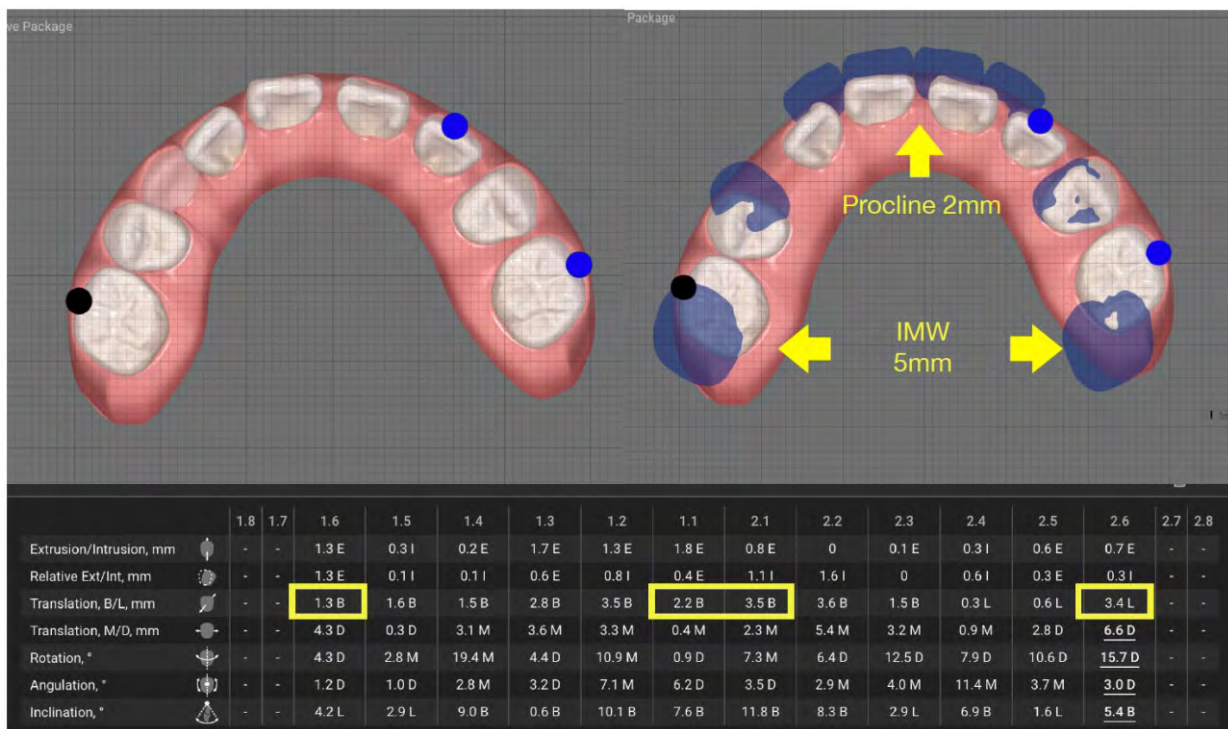 ve Package
Package
Procline 2mm
IMW
5mm
1.8 1.7 1.6 1.5 1.4 1.3 1.2 1.1 2.1 2.2 2.3 2.4 2.5 2.6 2.7 2.8
Extrusion/Intrusion, mm - - 1.3 E 0.3 I 0.2 E 1.7 E 1.3 E 1.8 E 0.8 E 0 0.1 E 0.3 I 0.6 E 0.7 E - -
Relative Ext/Int, mm - - 1.3 E 0.1 I 0.1 I 0.6 E 0.8 I 0.4 E 1.1 I 1.6 I 0 0.6 I 0.3 E 0.3 I - -
Translation, B/L, mm - - 1.3 B 1.6 B 1.5 B 2.8 B 3.5 B 2.2 B 3.5 B 3.6 B 1.5 B 0.3 L 0.6 L 3.4 L - -
Translation, M/D, mm - - 4.3 D 0.3 D 3.1 M 3.6 M 3.3 M 0.4 M 2.3 M 5.4 M 3.2 M 0.9 M 2.8 D 6.6 D - -
Rotation, ° - - 4.3 D 2.8 M 19.4 M 4.4 D 10.9 M 0.9 D 7.3 M 6.4 D 12.5 D 7.9 D 10.6 D 15.7 D - -
Angulation, ° - - 1.2 D 1.0 D 2.8 M 3.2 D 7.1 M 6.2 D 3.5 D 2.9 M 4.0 M 11.4 M 3.7 M 3.0 D - -
Inclination, ° - - 4.2 L 2.9 L 9.0 B 0.6 B 10.1 B 7.6 B 11.8 B 8.3 B 2.9 L 6.9 B 1.6 L 5.4 B - -